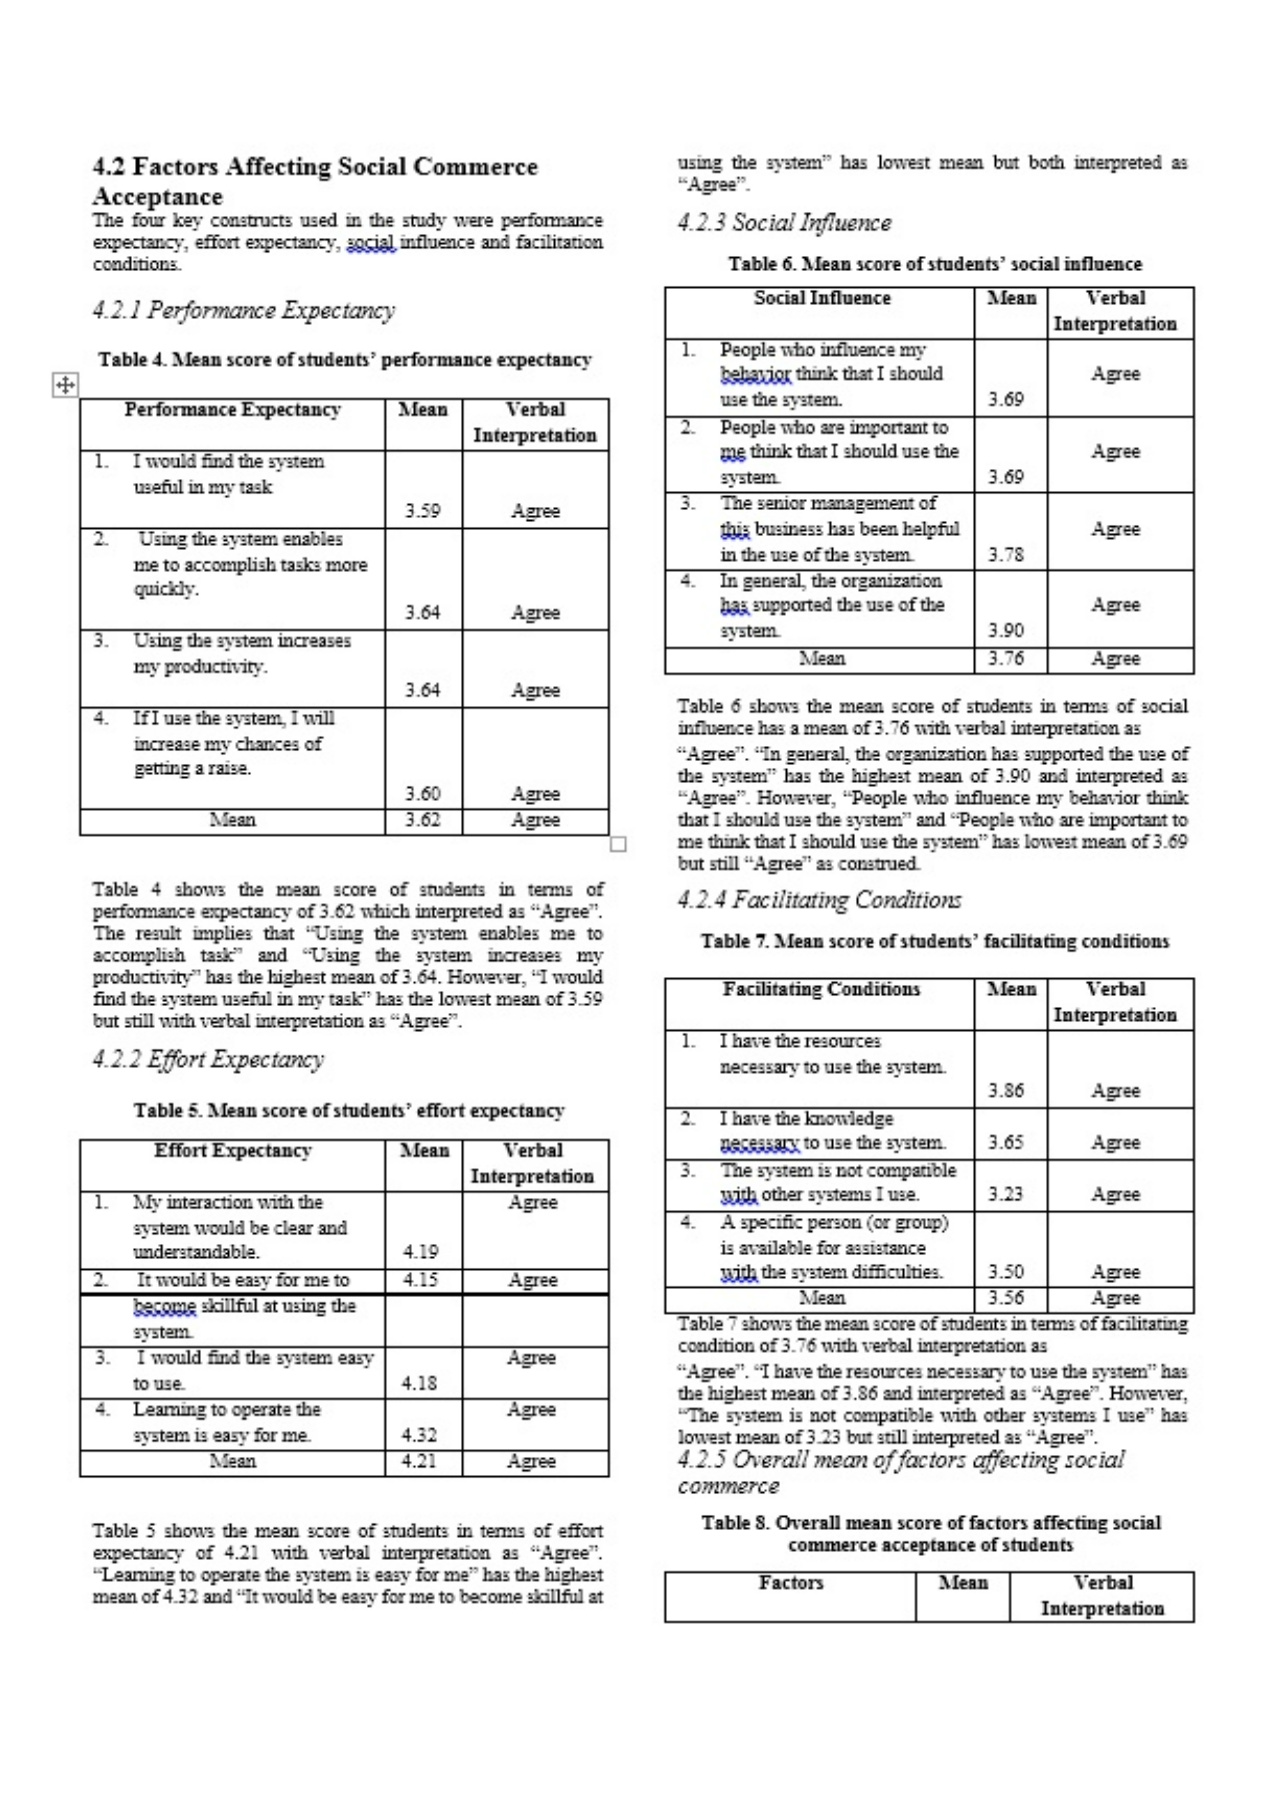 4.2 Factors Affecting Social Commerce
Acceptance
The four key constructs used in the study were performance
expectancy, effort expectancy, social influence and facilitation
conditions.
4.2.1 Performance Expectancy
Table 4. Mean score of students’ performance expectancy
Performance Expectancy Mean Verbal
Interpretation
1. I would find the system
useful in my task
3.59 Agree
2. Using the system enables
me to accomplish tasks more
quickly.
3.64 Agree
3. Using the system increases
my productivity.
3.64 Agree
4. If I use the system, I will
increase my chances of
getting a raise.
3.60 Agree
Mean 3.62 Agree
Table 4 shows the mean score of students in terms of
performance expectancy of 3.62 which interpreted as “Agree”.
The result implies that “Using the system enables me to
accomplish task” and “Using the system increases my
productivity” has the highest mean of 3.64. However, “I would
find the system useful in my task” has the lowest mean of 3.59
but still with verbal interpretation as “Agree”.
4.2.2 Effort Expectancy
Table 5. Mean score of students’ effort expectancy
Effort Expectancy Mean Verbal
Interpretation
1. My interaction with the Agree
system would be clear and
understandable. 4.19
2. It would be easy for me to 4.15 Agree
become skillful at using the
system.
3. I would find the system easy Agree
to use. 4.18
4. Learning to operate the Agree
system is easy for me. 4.32
Mean 4.21 Agree
Table 5 shows the mean score of students in terms of effort
expectancy of 4.21 with verbal interpretation as “Agree”.
“Learning to operate the system is easy for me” has the highest
mean of 4.32 and “It would be easy for me to become skillful at
using the system” has lowest mean but both interpreted as
“Agree”.
4.2.3 Social Influence
Table 6. Mean score of students’ social influence
Social Influence Mean Verbal
Interpretation
1. People who influence my
behavior think that I should Agree
use the system. 3.69
2. People who are important to
me think that I should use the Agree
system. 3.69
3. The senior management of
this business has been helpful Agree
in the use of the system. 3.78
4. In general, the organization
has supported the use of the Agree
system. 3.90
Mean 3.76 Agree
Table 6 shows the mean score of students in terms of social
influence has a mean of 3.76 with verbal interpretation as
“Agree”. “In general, the organization has supported the use of
the system” has the highest mean of 3.90 and interpreted as
“Agree”. However, “People who influence my behavior think
that I should use the system” and “People who are important to
me think that I should use the system” has lowest mean of 3.69
but still “Agree” as construed.
4.2.4 Facilitating Conditions
Table 7. Mean score of students’ facilitating conditions
Facilitating Conditions Mean Verbal
Interpretation
1. I have the resources
necessary to use the system.
3.86 Agree
2. I have the knowledge
necessary to use the system. 3.65 Agree
3. The system is not compatible
with other systems I use. 3.23 Agree
4. A specific person (or group)
is available for assistance
with the system difficulties. 3.50 Agree
Mean 3.56 Agree
Table 7 shows the mean score of students in terms of facilitating
condition of 3.76 with verbal interpretation as
“Agree”. “I have the resources necessary to use the system” has
the highest mean of 3.86 and interpreted as “Agree”. However,
“The system is not compatible with other systems I use” has
lowest mean of 3.23 but still interpreted as “Agree”.
4.2.5 Overall mean of factors affecting social
commerce
Table 8. Overall mean score of factors affecting social
commerce acceptance of students
Factors Mean Verbal
Interpretation